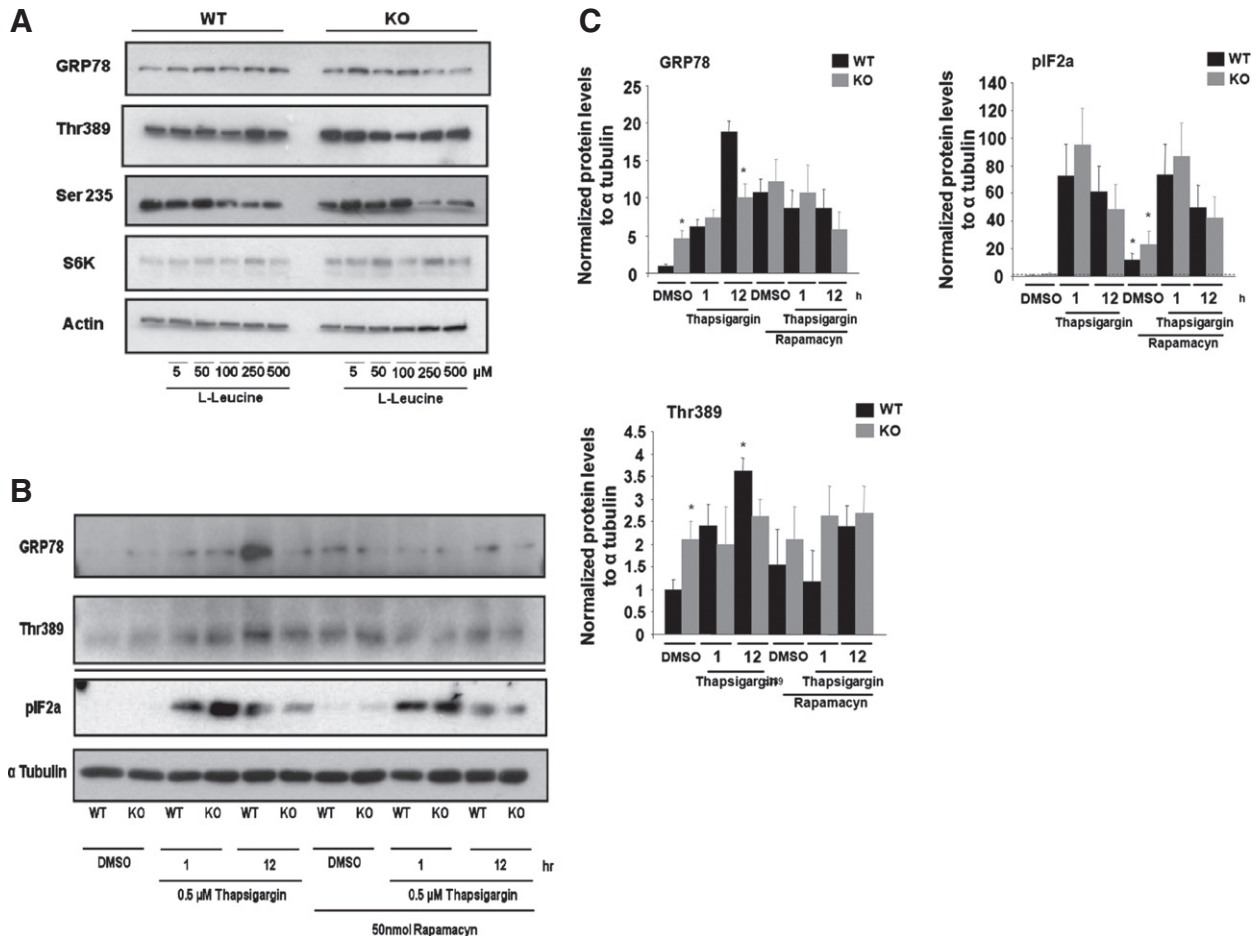 A
WT KO
GRP78
Thr389
Ser235
S6K
Actin
5 50 100 250 500 5 50 100 250 500 µM
L-Leucine L-Leucine
B
GRP78
Thr389
pIF2a
α Tubulin
WT KO WT KO WT KO WT KO WT KO WT KO
DMSO 1 12 DMSO 1 12 hr
0.5 µM Thapsigargin 0.5 µM Thapsigargin
50nmol Rapamacyn
C
GRP78
WT
KO
Normalized protein levels
to α tubulin
25
20
15
10
5
0
DMSO 1 12 DMSO 1 12 h
Thapsigargin Thapsigargin
Rapamacyn
* *
pIF2a
WT
KO
Normalized protein levels
to α tubulin
140
120
100
80
60
40
20
0
* *
DMSO 1 12 DMSO 1 12 h
Thapsigargin Thapsigargin
Rapamacyn
Thr389
WT
KO
Normalized protein levels
to α tubulin
4.5
4
3.5
3
2.5
2
1.5
1
0.5
0
* *
DMSO 1 12 DMSO 1 12
Thapsigargin Thapsigargin
Rapamacyn